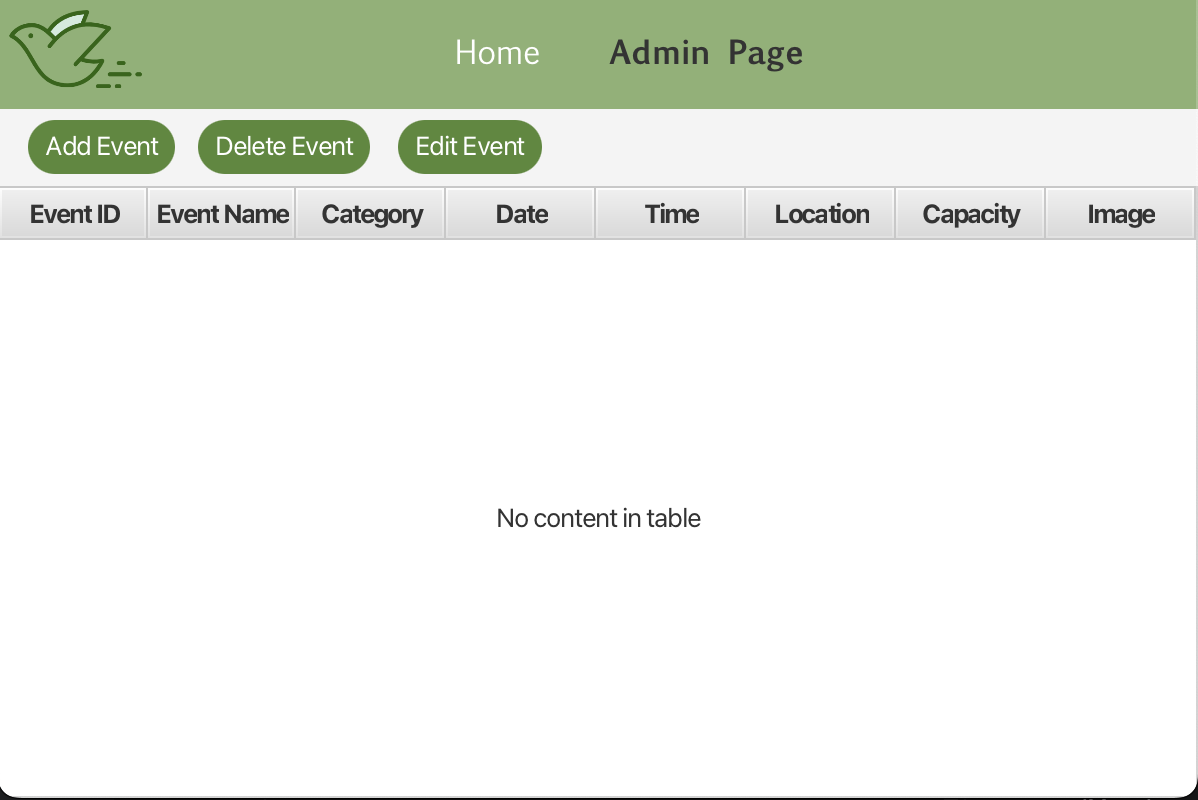 Home Admin Page
Add Event Delete Event Edit Event
Event ID Event Name Category Date Time Location Capacity Image
No content in table